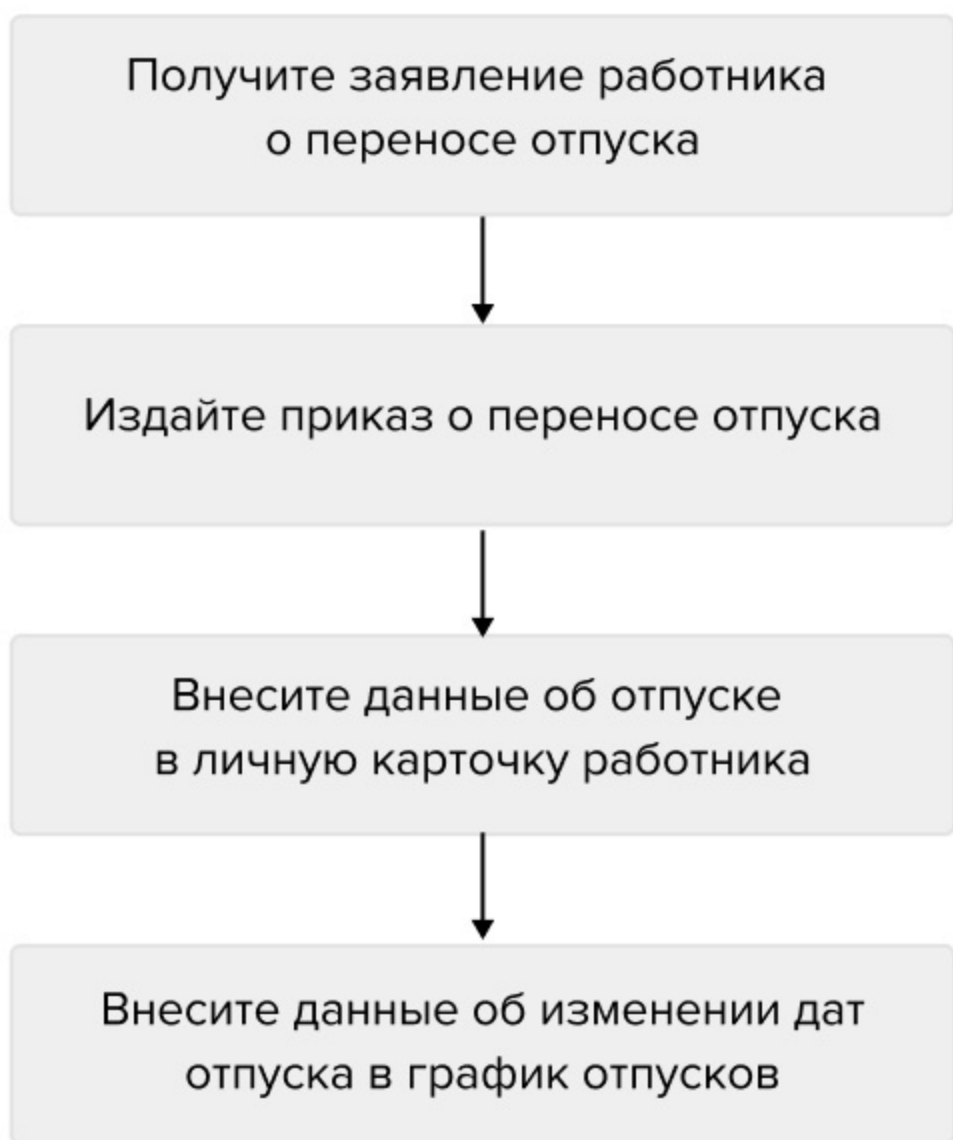 Получите заявление работника
о переносе отпуска
Издайте приказ о переносе отпуска
Внесите данные об отпуске
в личную карточку работника
Внесите данные об изменении дат
отпуска в график отпусков